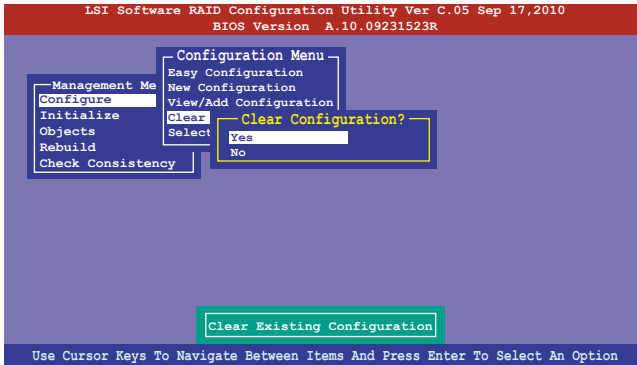 LSI Software RAID Configuration Utility Ver C.05 Sep 17,2010
BIOS Version A.10.09231523R
Configuration Menu
Easy Configuration
New Configuration
View/Add Configuration
Clear
Select
Management Me
Configure
Initialize
Objects
Rebuild
Check Consistency
Clear Configuration?
Yes
No
Clear Existing Configuration
Use Cursor Keys To Navigate Between Items And Press Enter To Select An Option